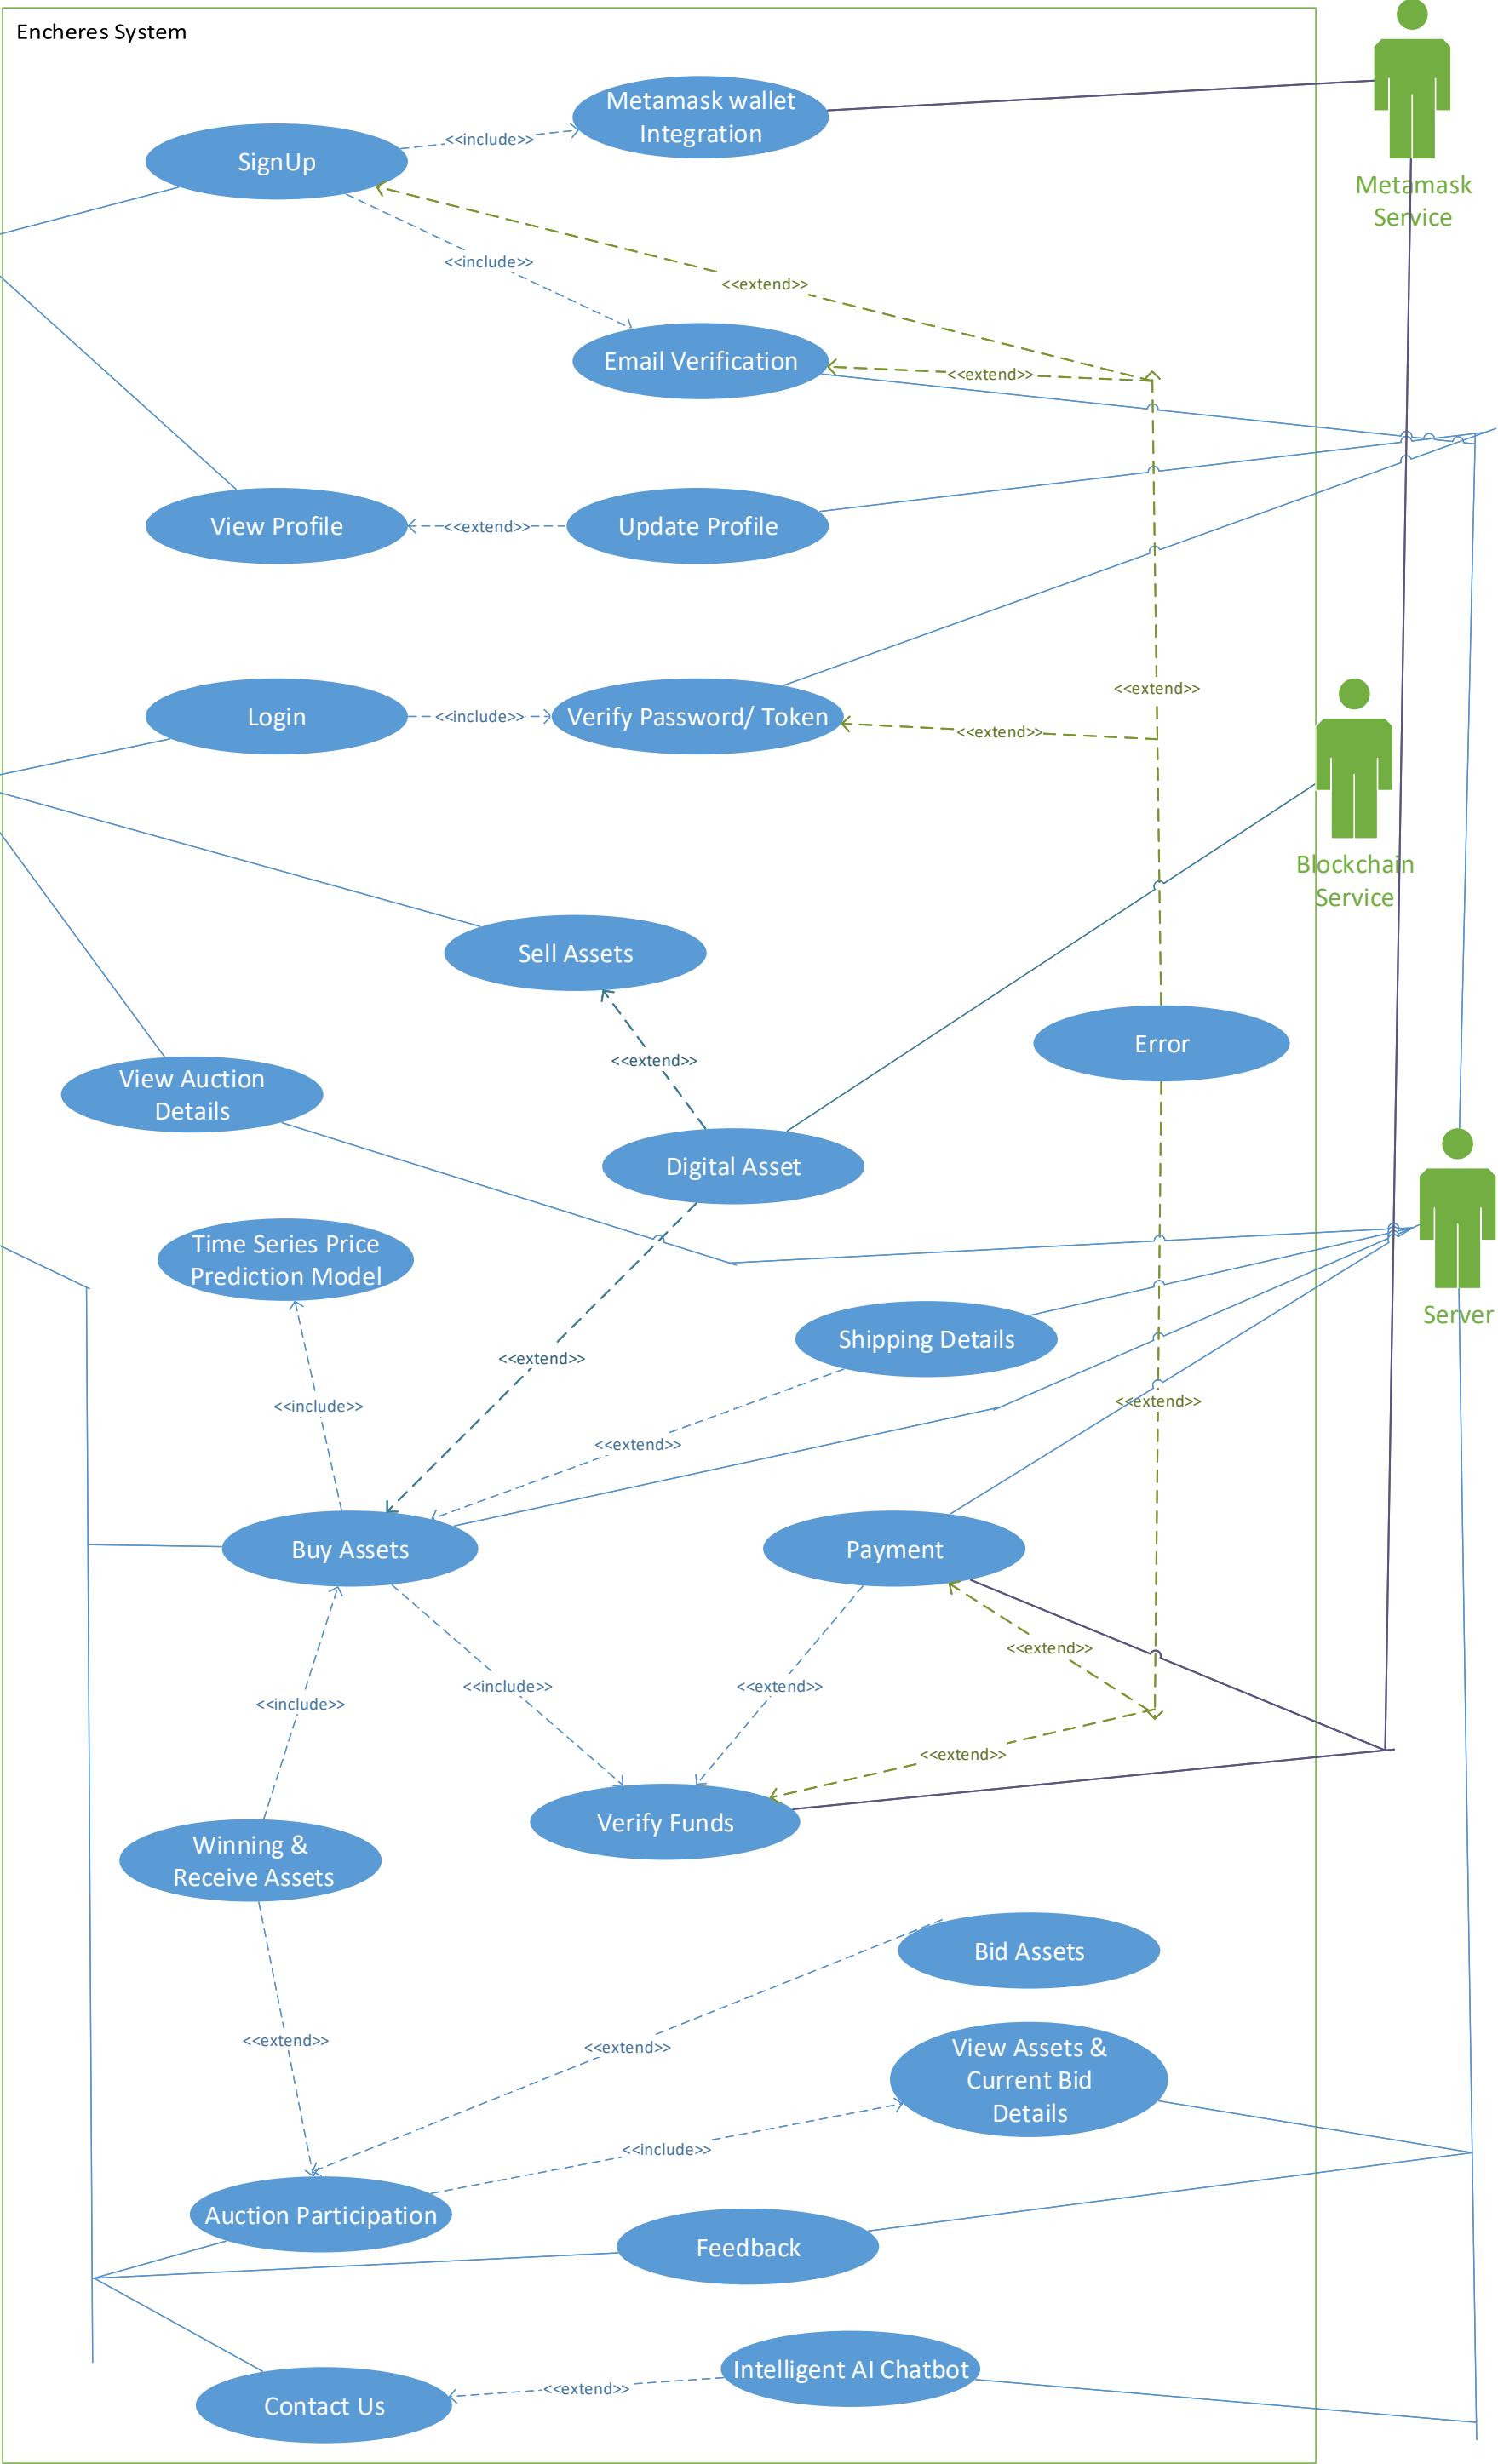 Encheres System
Metamask wallet
Integration
<<include>>
SignUp
Metamask
Service
<<include>>
<<extend>>
Email Verification
<<extend>>
View Profile
<<extend>>
Update Profile
<<extend>>
Login
<<include>>
Verify Password/ Token
<<extend>>
Blockchain
Service
Sell Assets
Error
<<extend>>
View Auction
Details
Digital Asset
Time Series Price
Prediction Model
Server
Shipping Details
<<extend>>
<<include>>
<<extend>>
<<extend>>
Buy Assets
Payment
<<extend>>
<<include>>
<<extend>>
<<include>>
<<extend>>
Verify Funds
Winning &
Receive Assets
Bid Assets
<<extend>>
<<extend>>
View Assets &
Current Bid
Details
<<include>>
Auction Participation
Feedback
Intelligent AI Chatbot
<<extend>>
Contact Us